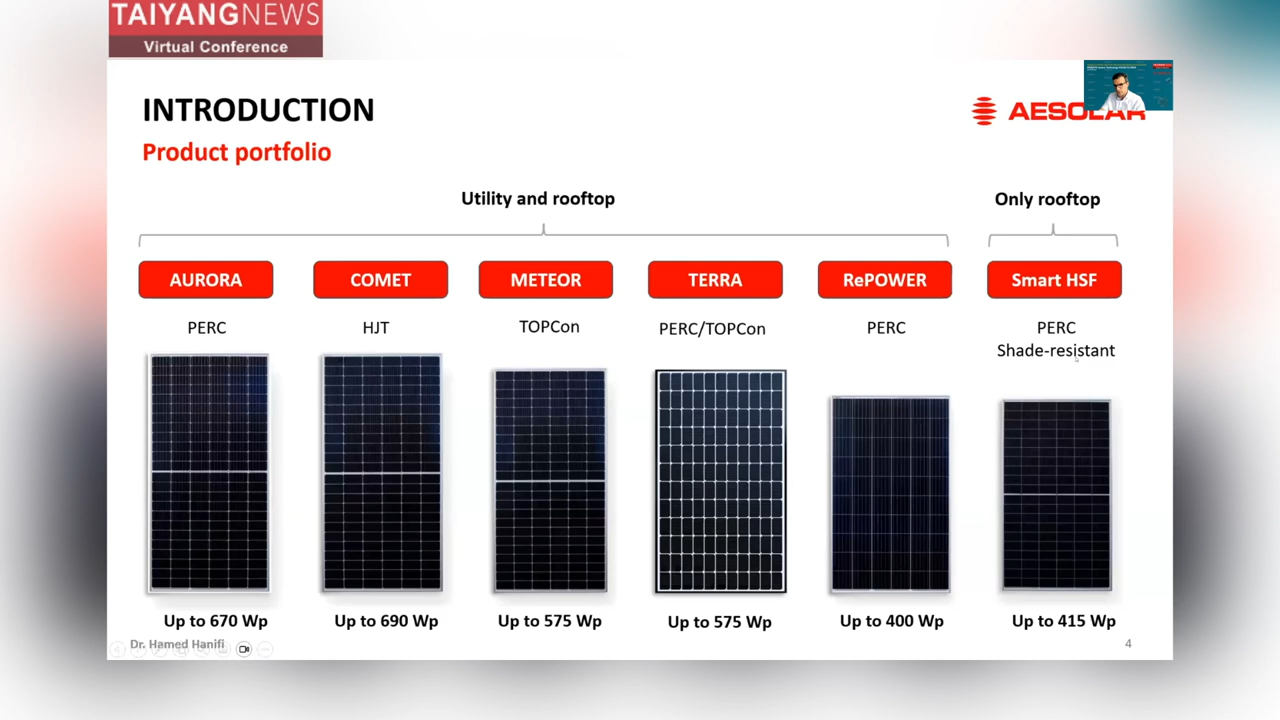 TAIYANGNEWS
Virtual Conference
INTRODUCTION
AESOLAR
Product portfolio
Utility and rooftop
Only rooftop
AURORA
COMET
METEOR
TERRA
RePOWER
Smart HSF
PERC
HJT
TOPCon
PERC/TOPCon
PERC
PERC
Shade-resistant
Up to 670 Wp
Up to 690 Wp
Up to 575 Wp
Up to 575 Wp
Up to 400 Wp
Up to 415 Wp
Dr. Hamed Hanifi
4